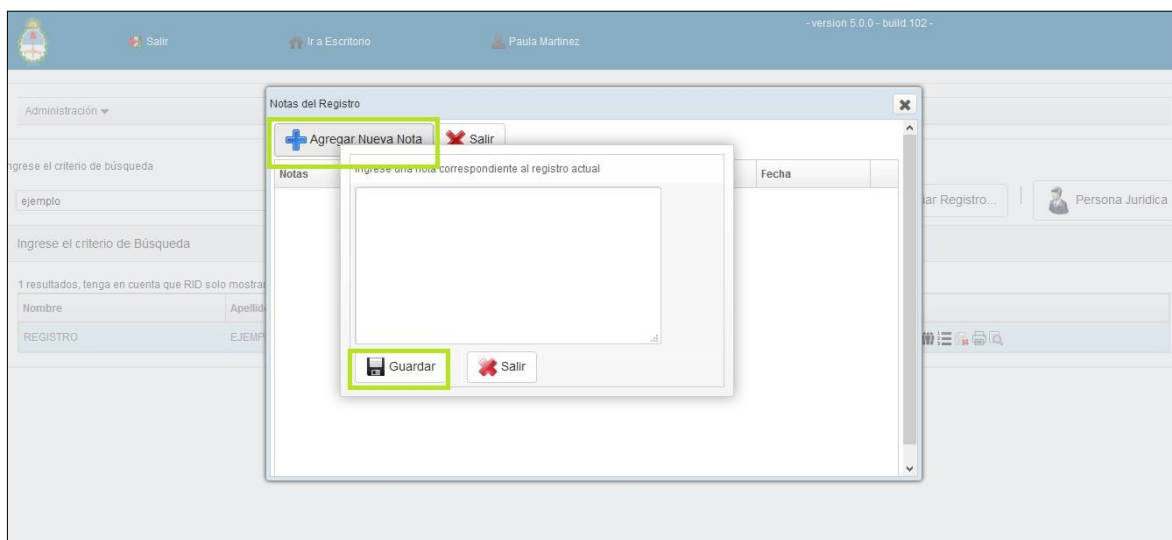 - version 5.0.0 - build.102 -
Salir
Ir a Escritorio
Paula Martinez
Administración
Notas del Registro
Agregar Nueva Nota
Salir
ngrese el criterio de búsqueda
Ingrese una nota correspondiente al registro actual
Notas
Fecha
ejemplo
iar Registro...
Persona Juridica
Ingrese el criterio de Búsqueda
1 resultados, tenga en cuenta que RID solo mostrar
Nombre
Apellid
REGISTRO
EJEMP
Guardar
Salir